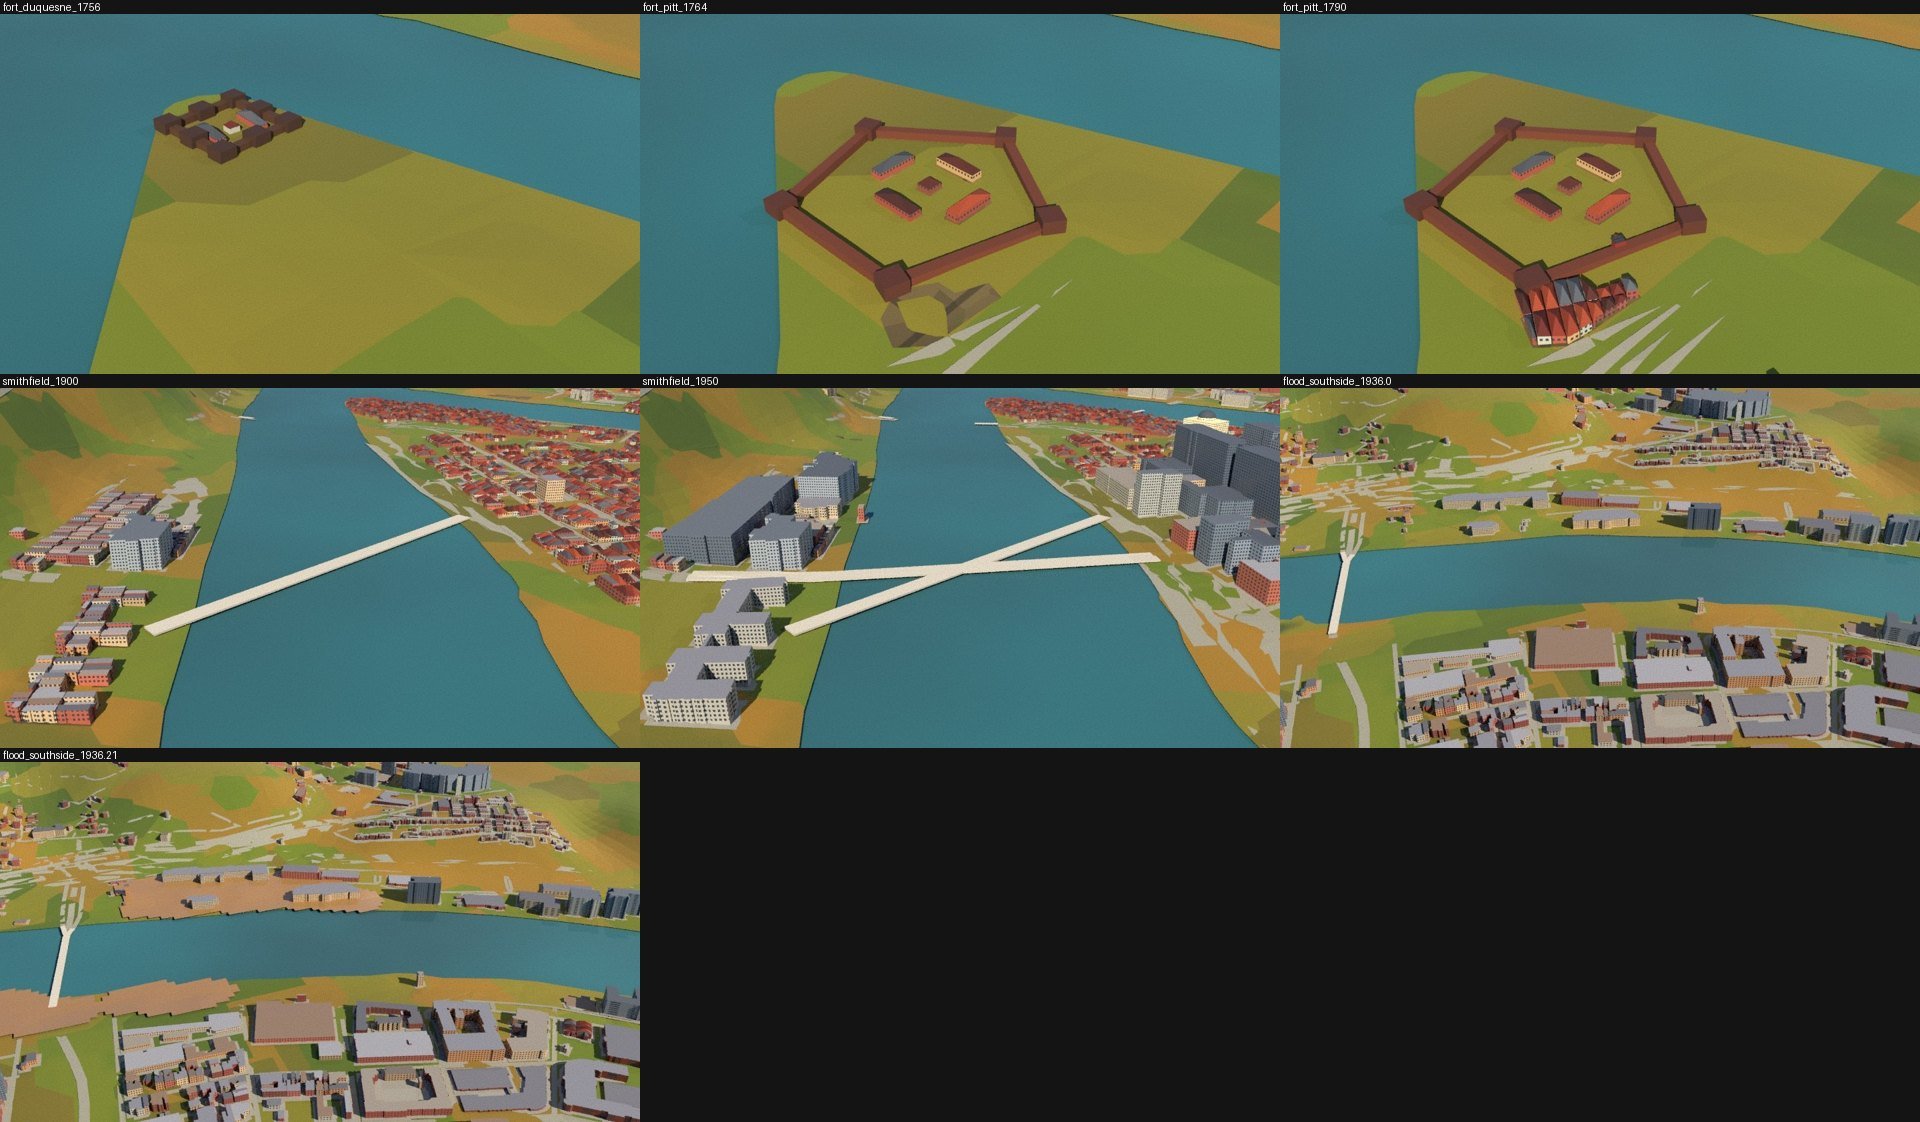 fort_duquesne_1756
fort_pitt_1764
fort_pitt_1790
smithfield_1900
smithfield_1950
flood_southside_1936.0
flood_southside_1936.21